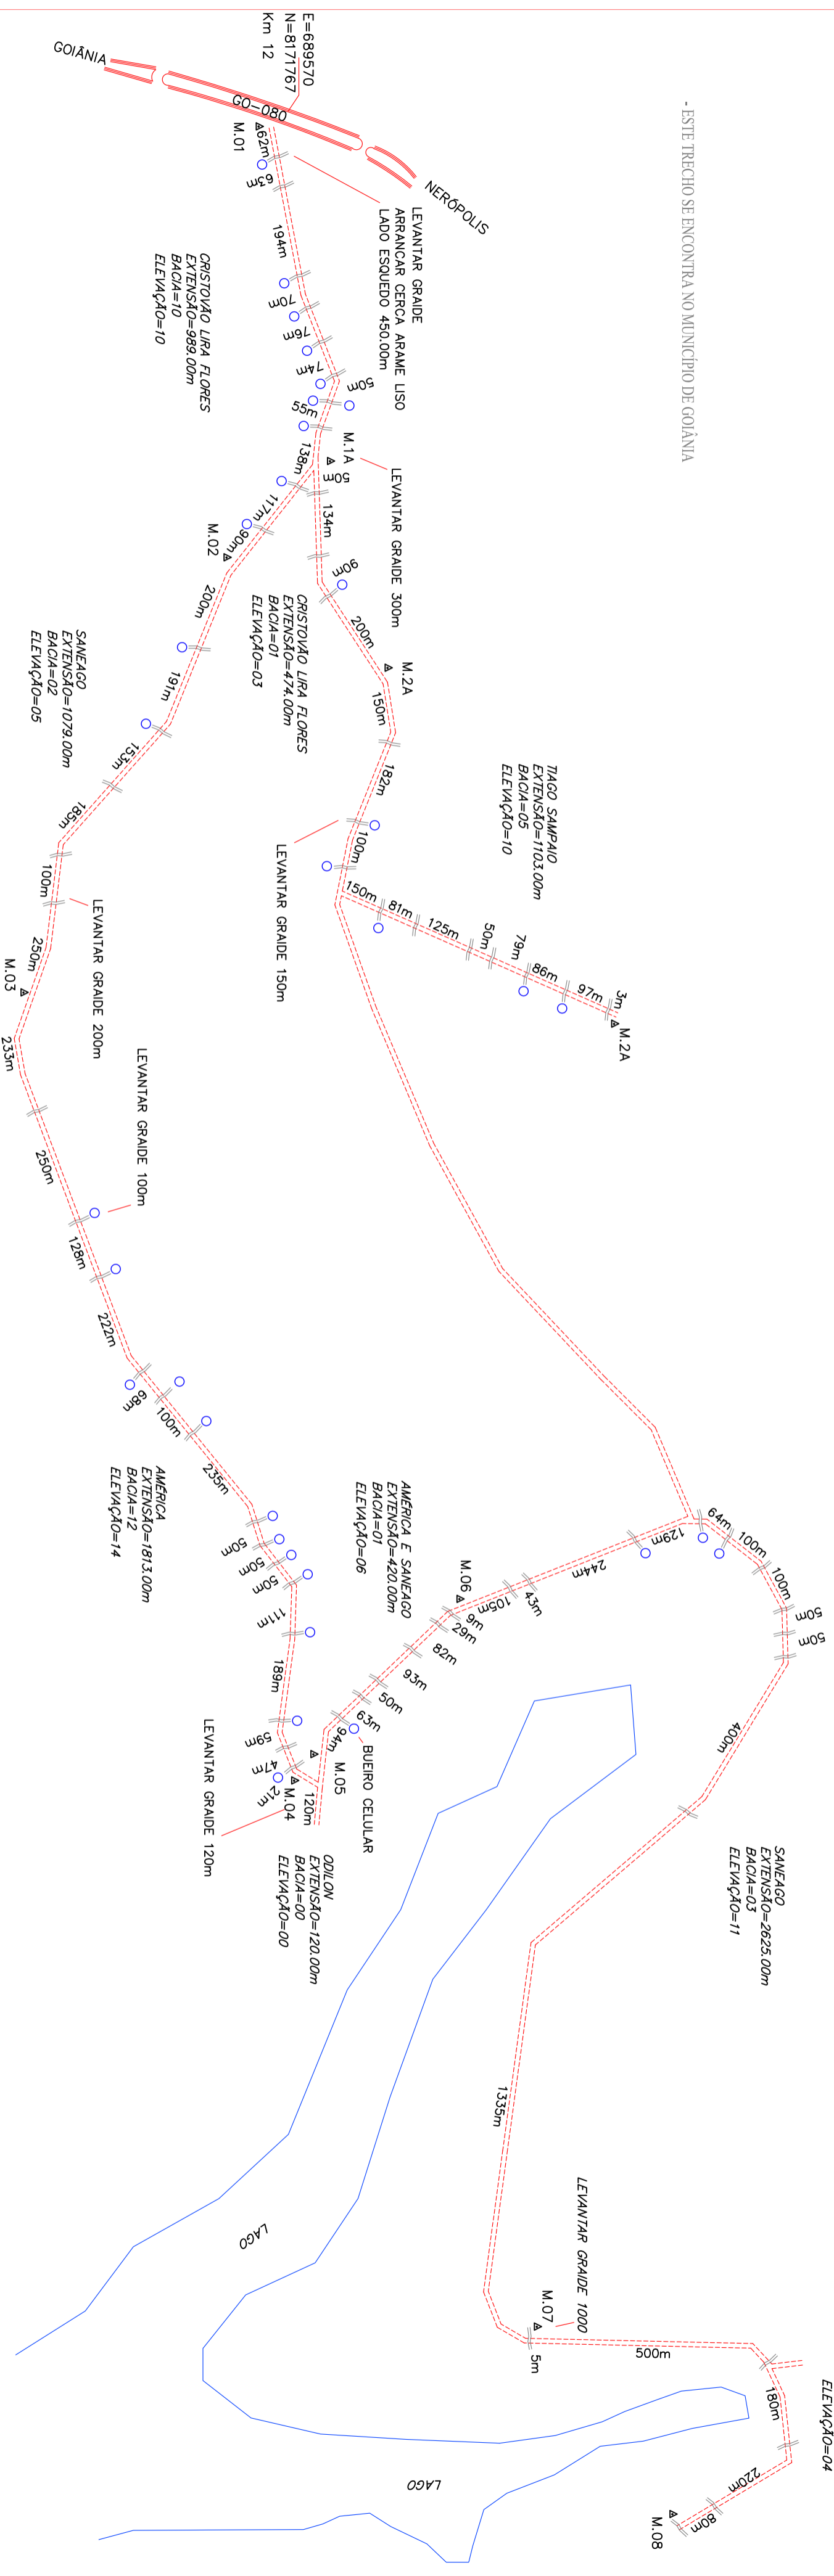 - ESTE TRECHO SE ENCONTRA NO MUNICÍPIO DE GOIÂNIA
E=689570
N=8171767
Km 12
GOIÂNIA
GO-080
NERÓPOLIS
M.01
62m
63m
194m
70m
76m
74m
50m
55m
LEVANTAR GRAIDE
ARRANCAR CERCA ARAME LISO
LADO ESQUEDO 450.00m
CRISTOVÃO LIRA FLORES
EXTENSÃO=989.00m
BACIA=10
ELEVAÇÃO=10
M.1A
138m
50m
134m
90m
117m
90m
M.02
LEVANTAR GRAIDE 300m
CRISTOVÃO LIRA FLORES
EXTENSÃO=474.00m
BACIA=01
ELEVAÇÃO=03
200m
M.2A
150m
182m
100m
LEVANTAR GRAIDE 150m
TIAGO SAMPAIO
EXTENSÃO=1103.00m
BACIA=05
ELEVAÇÃO=10
150m
81m
125m
50m
79m
86m
97m
3m
M.2A
200m
191m
153m
185m
100m
250m
M.03
SANEAGO
EXTENSÃO=1079.00m
BACIA=02
ELEVAÇÃO=05
LEVANTAR GRAIDE 200m
233m
250m
LEVANTAR GRAIDE 100m
128m
222m
68m
100m
235m
50m
50m
50m
111m
189m
59m
47m
21m
M.04
AMÉRICA
EXTENSÃO=1813.00m
BACIA=12
ELEVAÇÃO=14
LEVANTAR GRAIDE 120m
120m
ODILON
EXTENSÃO=120.00m
BACIA=00
ELEVAÇÃO=00
M.05
BUEIRO CELULAR
94m
63m
50m
93m
82m
29m
9m
M.06
AMÉRICA E SANEAGO
EXTENSÃO=420.00m
BACIA=01
ELEVAÇÃO=06
105m
43m
244m
129m
64m
100m
100m
50m
50m
400m
SANEAGO
EXTENSÃO=2625.00m
BACIA=03
ELEVAÇÃO=11
1335m
LEVANTAR GRAIDE 1000
M.07
5m
500m
180m
220m
80m
M.08
ELEVAÇÃO=04
LAGO
LAGO